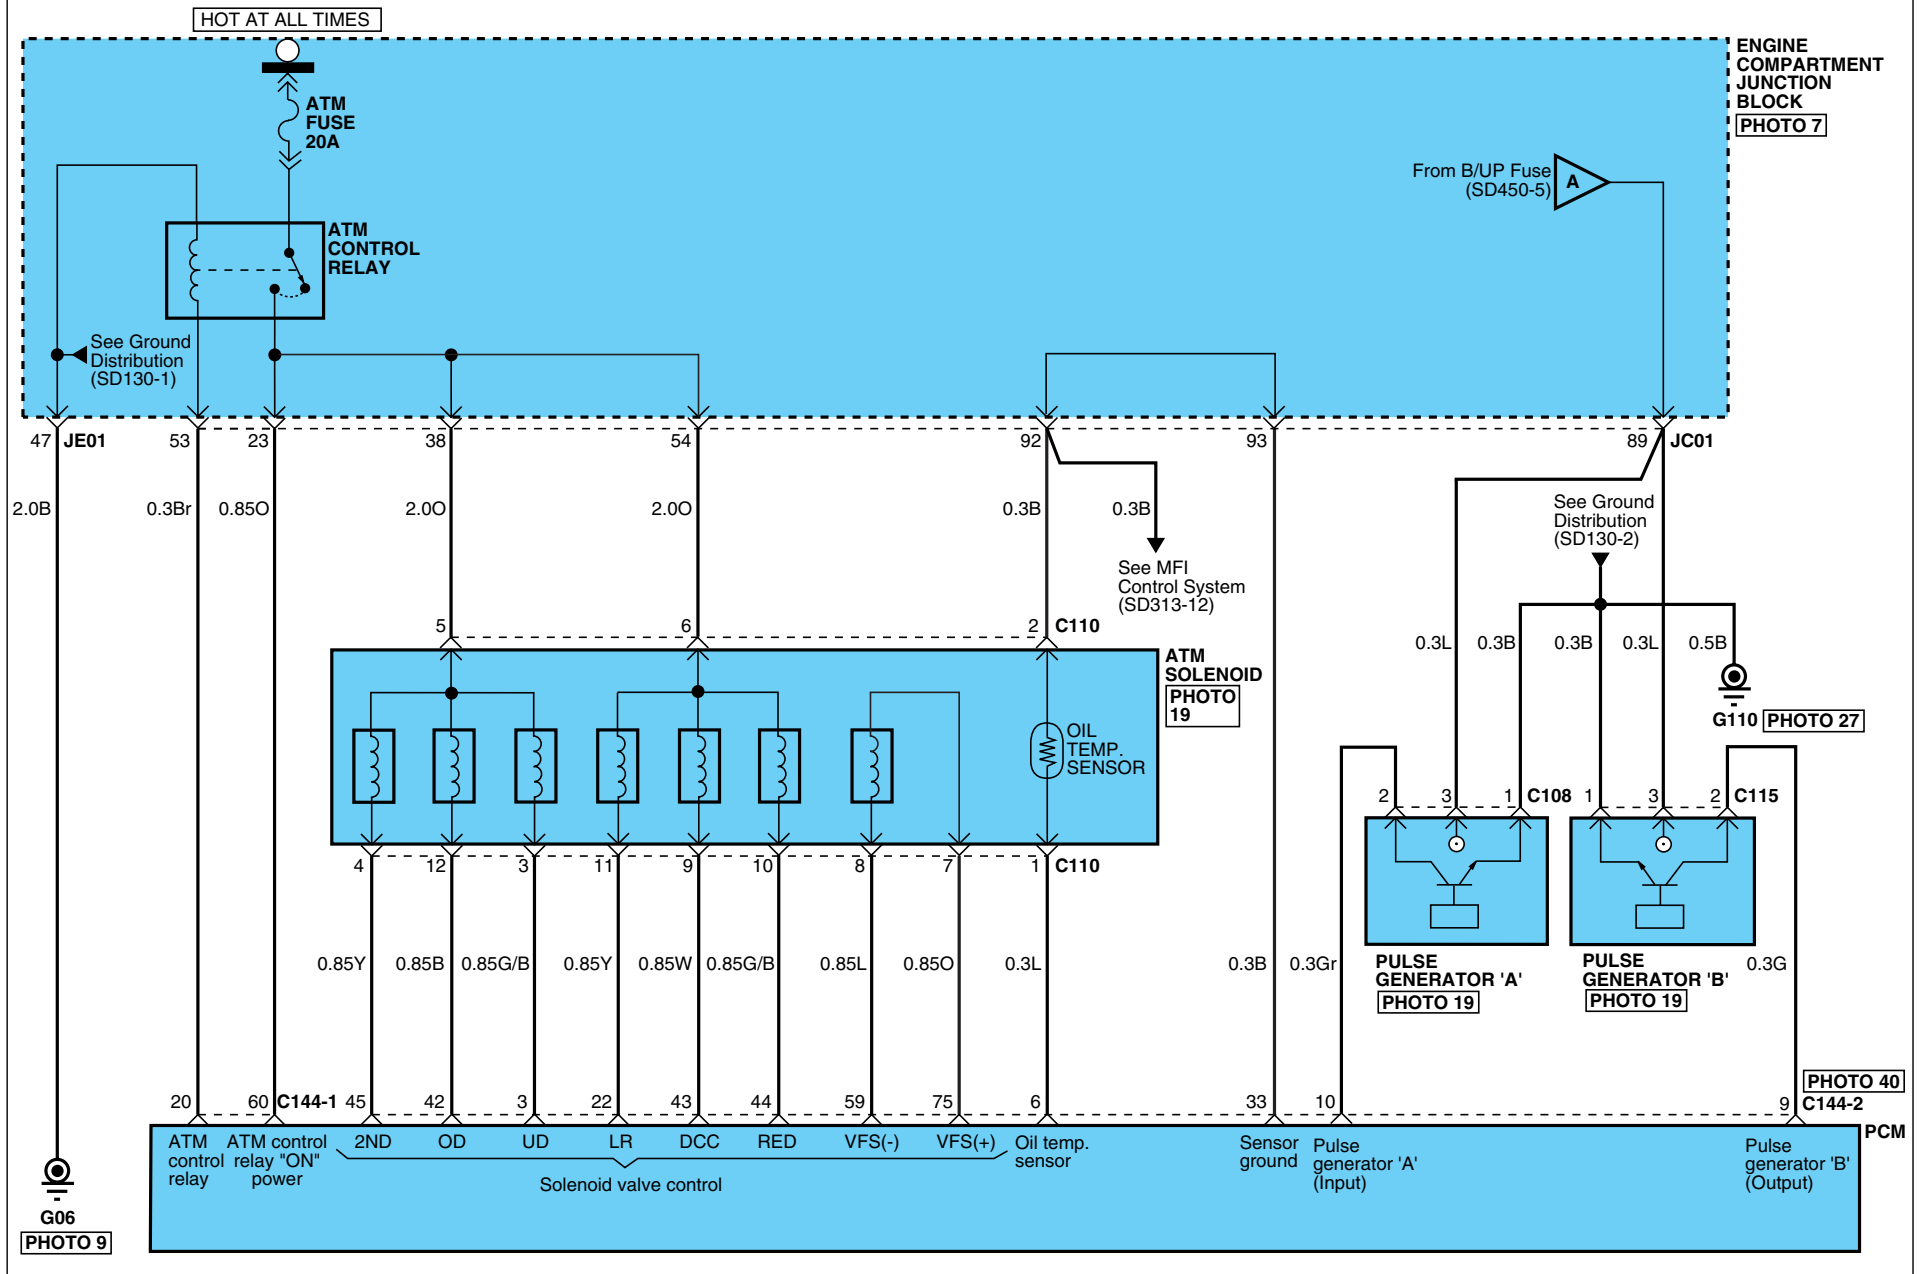 HOT AT ALL TIMES
ENGINE
COMPARTMENT
JUNCTION
BLOCK
PHOTO 7
ATM
FUSE
20A
From B/UP Fuse
(SD450-5)
A
ATM
CONTROL
RELAY
See Ground
Distribution
(SD130-1)
47 JE01 53 23 38 54 92 93 89 JC01
2.0B 0.3Br 0.85O 2.0O 2.0O 0.3B 0.3B
See Ground
Distribution
(SD130-2)
See MFI
Control System
(SD313-12)
5 6 2 C110
0.3L 0.3B 0.3B 0.3L 0.5B
ATM
SOLENOID
PHOTO
19
G110 PHOTO 27
OIL
TEMP.
SENSOR
2 3 1 C108 1 3 2 C115
4 12 3 11 9 10 8 7 1 C110
0.85Y 0.85B 0.85G/B 0.85Y 0.85W 0.85G/B 0.85L 0.85O 0.3L 0.3B 0.3Gr 0.3G
PULSE
GENERATOR 'A'
PHOTO 19
PULSE
GENERATOR 'B'
PHOTO 19
PHOTO 40
20 60 C144-1 45 42 3 22 43 44 59 75 6 33 10 9 C144-2
PCM
ATM
control
relay
ATM control
relay "ON"
power
2ND OD UD LR DCC RED VFS(-) VFS(+)
Solenoid valve control
Oil temp.
sensor
Sensor
ground
Pulse
generator 'A'
(Input)
Pulse
generator 'B'
(Output)
G06
PHOTO 9